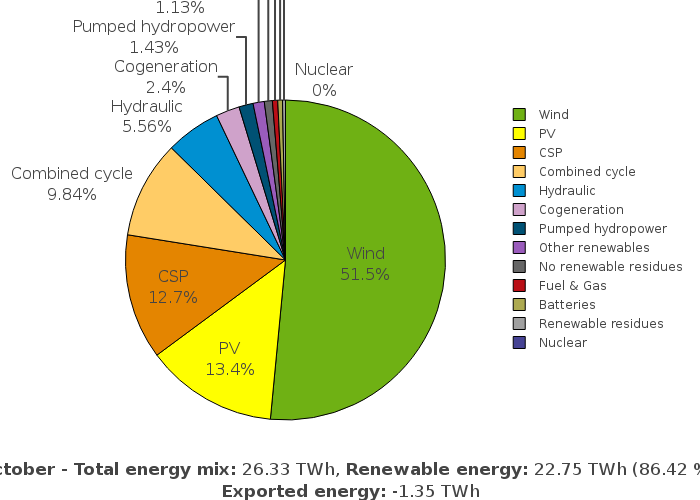 1.13%
Pumped hydropower
1.43%
Cogeneration
2.4%
Nuclear
0%
Hydraulic
5.56%
Combined cycle
9.84%
Wind
51.5%
CSP
12.7%
PV
13.4%
Wind
PV
CSP
Combined cycle
Hydraulic
Cogeneration
Pumped hydropower
Other renewables
No renewable residues
Fuel & Gas
Batteries
Renewable residues
Nuclear
ctober - Total energy mix: 26.33 TWh, Renewable energy: 22.75 TWh (86.42 %
Exported energy: -1.35 TWh